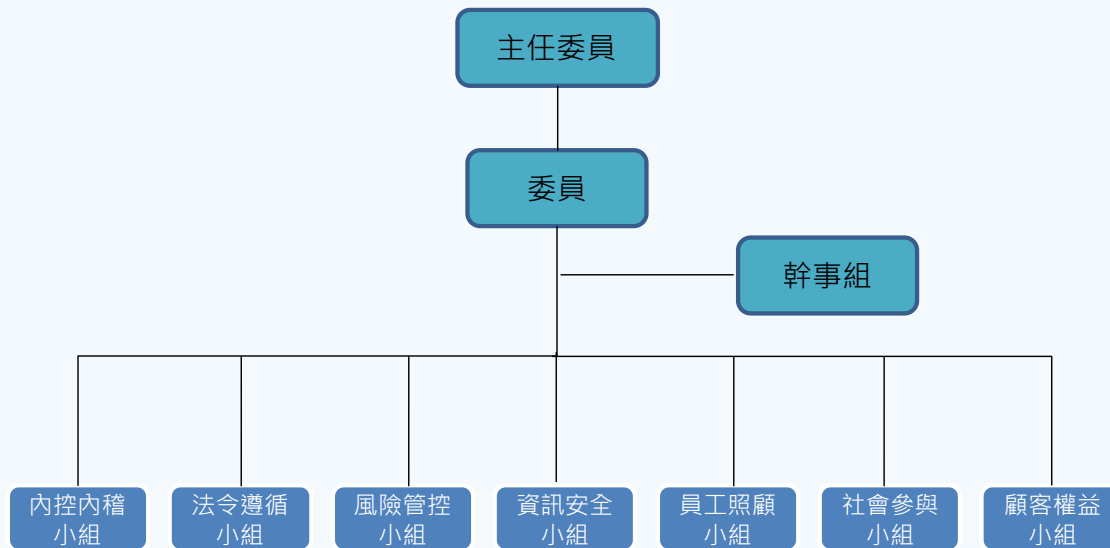 主任委員
委員
幹事組
內控內稽
小組
法令遵循
小組
風險管控
小組
資訊安全
小組
員工照顧
小組
社會參與
小組
顧客權益
小組